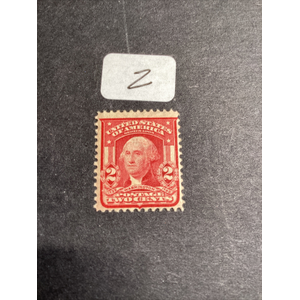 2
UNITED STATES
OF AMERICA
2 2
POSTAGE
TWO CENTS